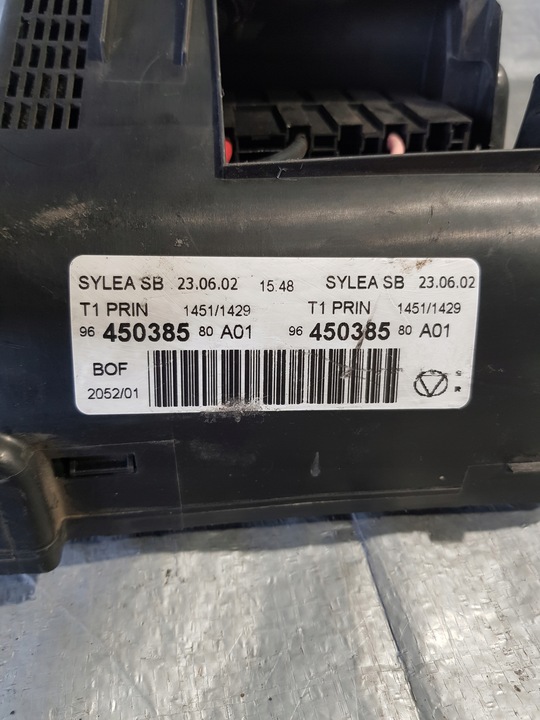 SYLEA SB 23.06.02 15.48 SYLEA SB 23.06.02
T1 PRIN 1451/1429 T1 PRIN 1451/1429
96 450385 80 A01 96 450385 80 A01
BOF
2052/01